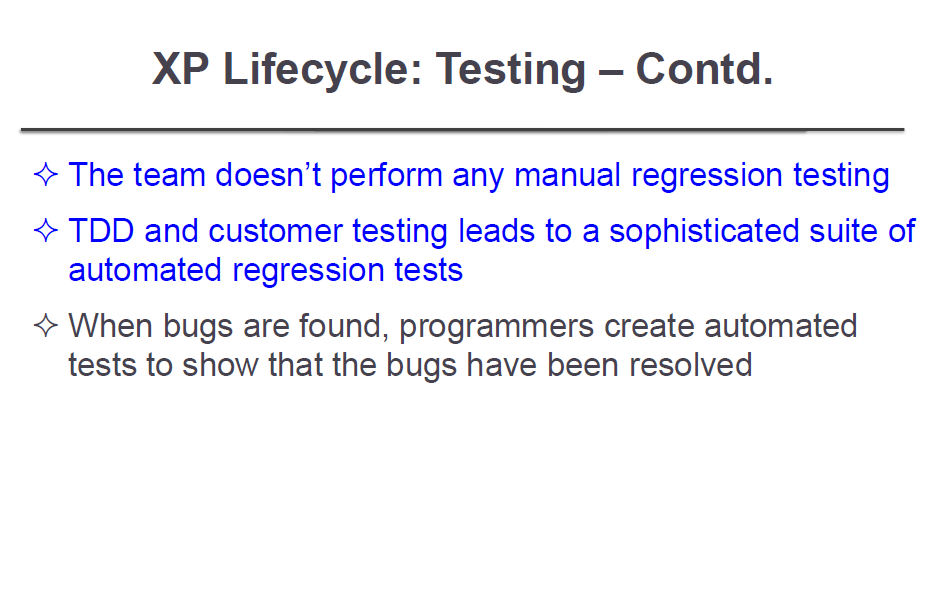 XP Lifecycle: Testing – Contd.
✧ The team doesn’t perform any manual regression testing
✧ TDD and customer testing leads to a sophisticated suite of
automated regression tests
✧ When bugs are found, programmers create automated
tests to show that the bugs have been resolved